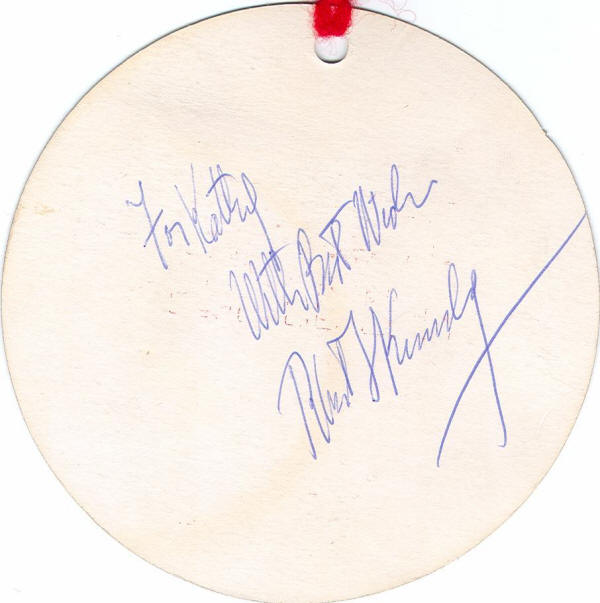 For Kathy
With Best Wishes
Robert F Kennedy